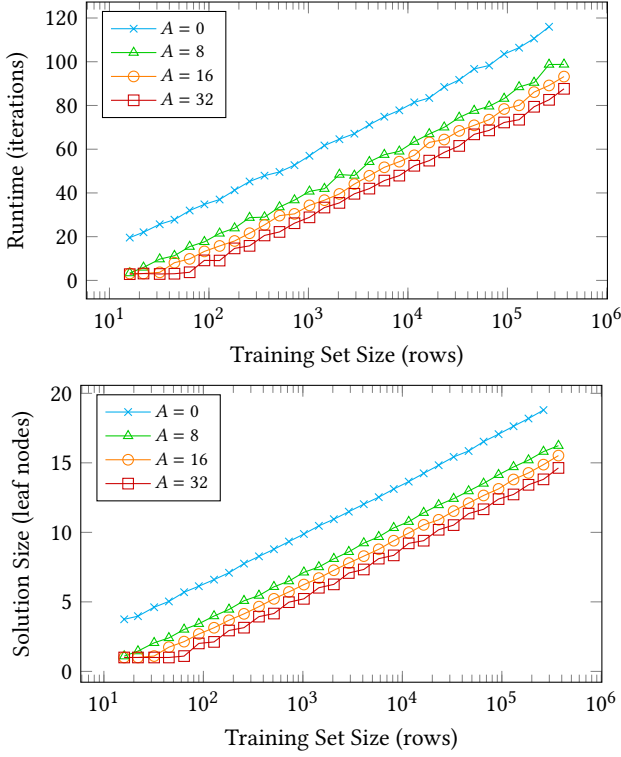 A = 0
A = 8
A = 16
A = 32
120
100
80
60
40
20
0
Runtime (iterations)
10^1 10^2 10^3 10^4 10^5 10^6
Training Set Size (rows)
A = 0
A = 8
A = 16
A = 32
20
15
10
5
0
Solution Size (leaf nodes)
10^1 10^2 10^3 10^4 10^5 10^6
Training Set Size (rows)